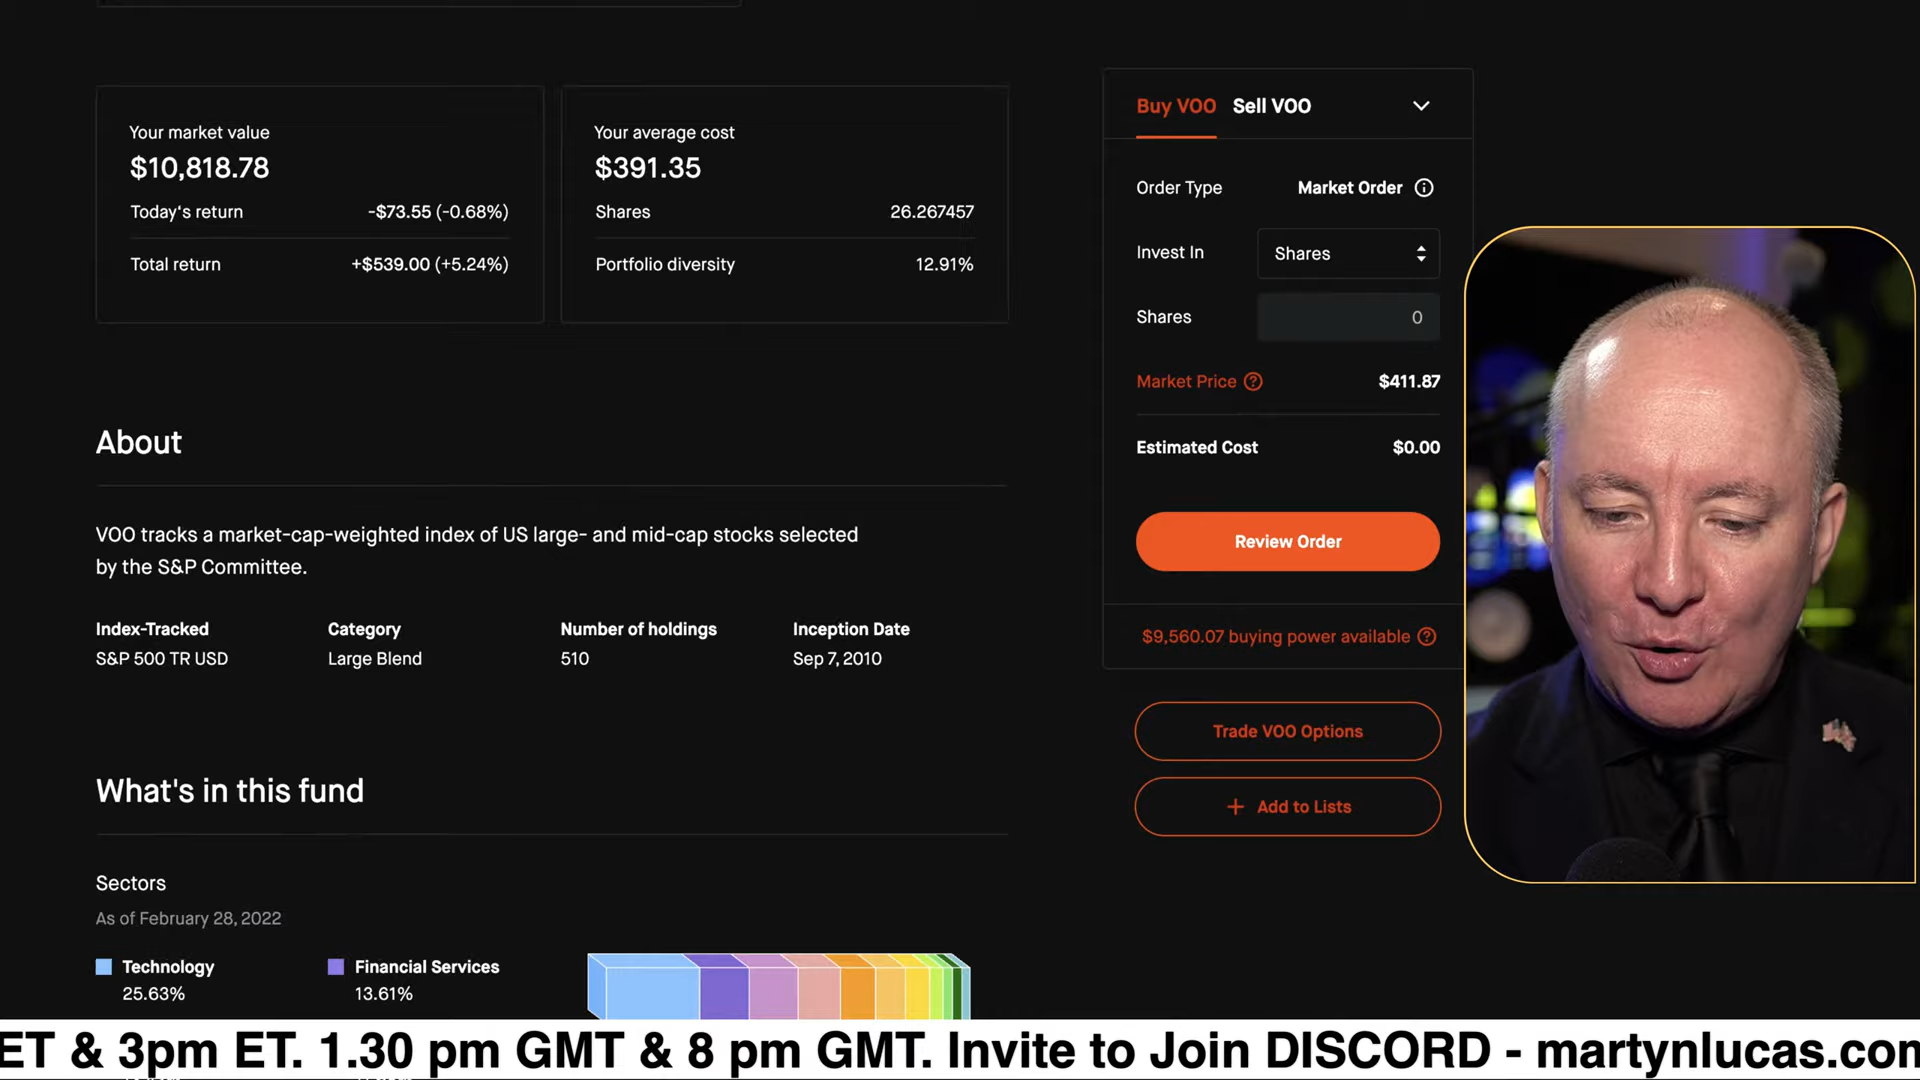 Your market value
$10,818.78
Today's return -$73.55 (-0.68%)
Total return +$539.00 (+5.24%)
Your average cost
$391.35
Shares 26.267457
Portfolio diversity 12.91%
Buy VOO Sell VOO
Order Type Market Order
Invest In Shares
Shares 0
Market Price $411.87
Estimated Cost $0.00
Review Order
$9,560.07 buying power available
Trade VOO Options
+ Add to Lists
About
VOO tracks a market-cap-weighted index of US large- and mid-cap stocks selected
by the S&P Committee.
Index-Tracked Category Number of holdings Inception Date
S&P 500 TR USD Large Blend 510 Sep 7, 2010
What's in this fund
Sectors
As of February 28, 2022
Technology Financial Services
25.63% 13.61%
ET & 3pm ET. 1.30 pm GMT & 8 pm GMT. Invite to Join DISCORD - martynlucas.com